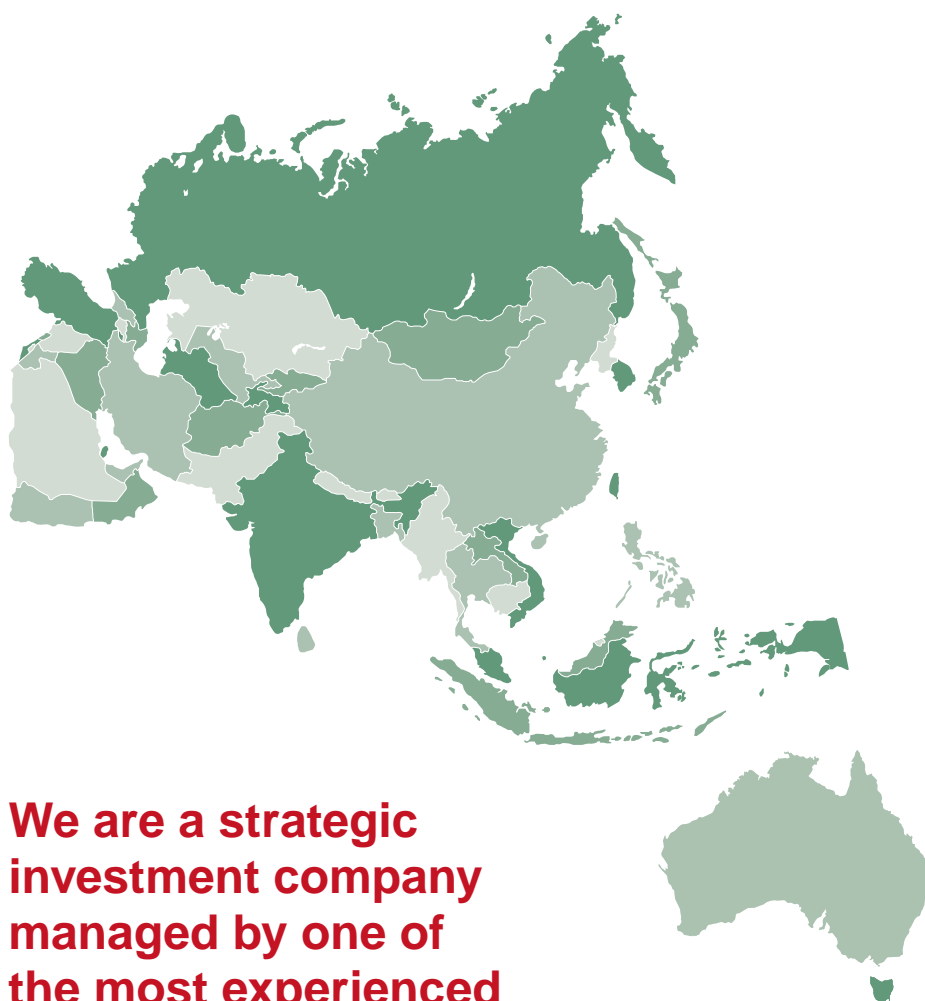 We are a strategic
investment company
managed by one of
the most experienced